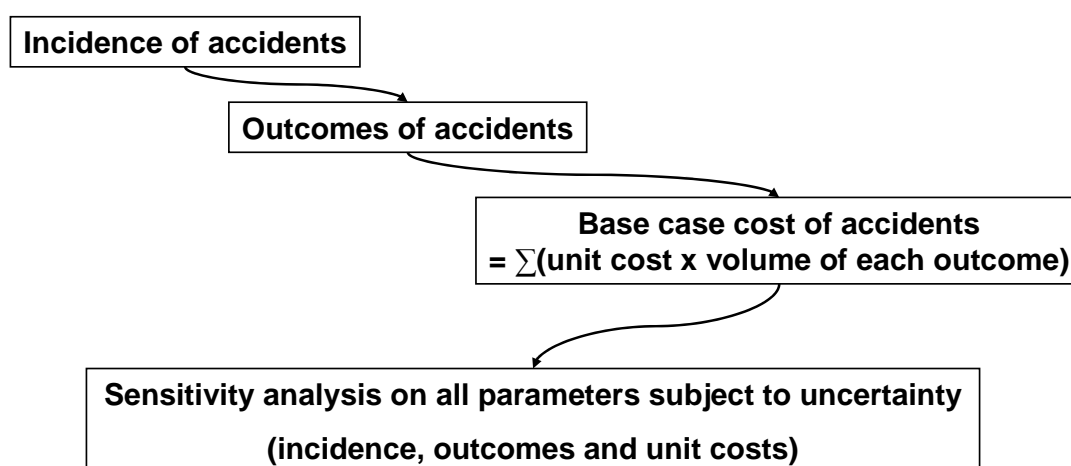 Incidence of accidents
Outcomes of accidents
Base case cost of accidents
= ∑(unit cost x volume of each outcome)
Sensitivity analysis on all parameters subject to uncertainty
(incidence, outcomes and unit costs)